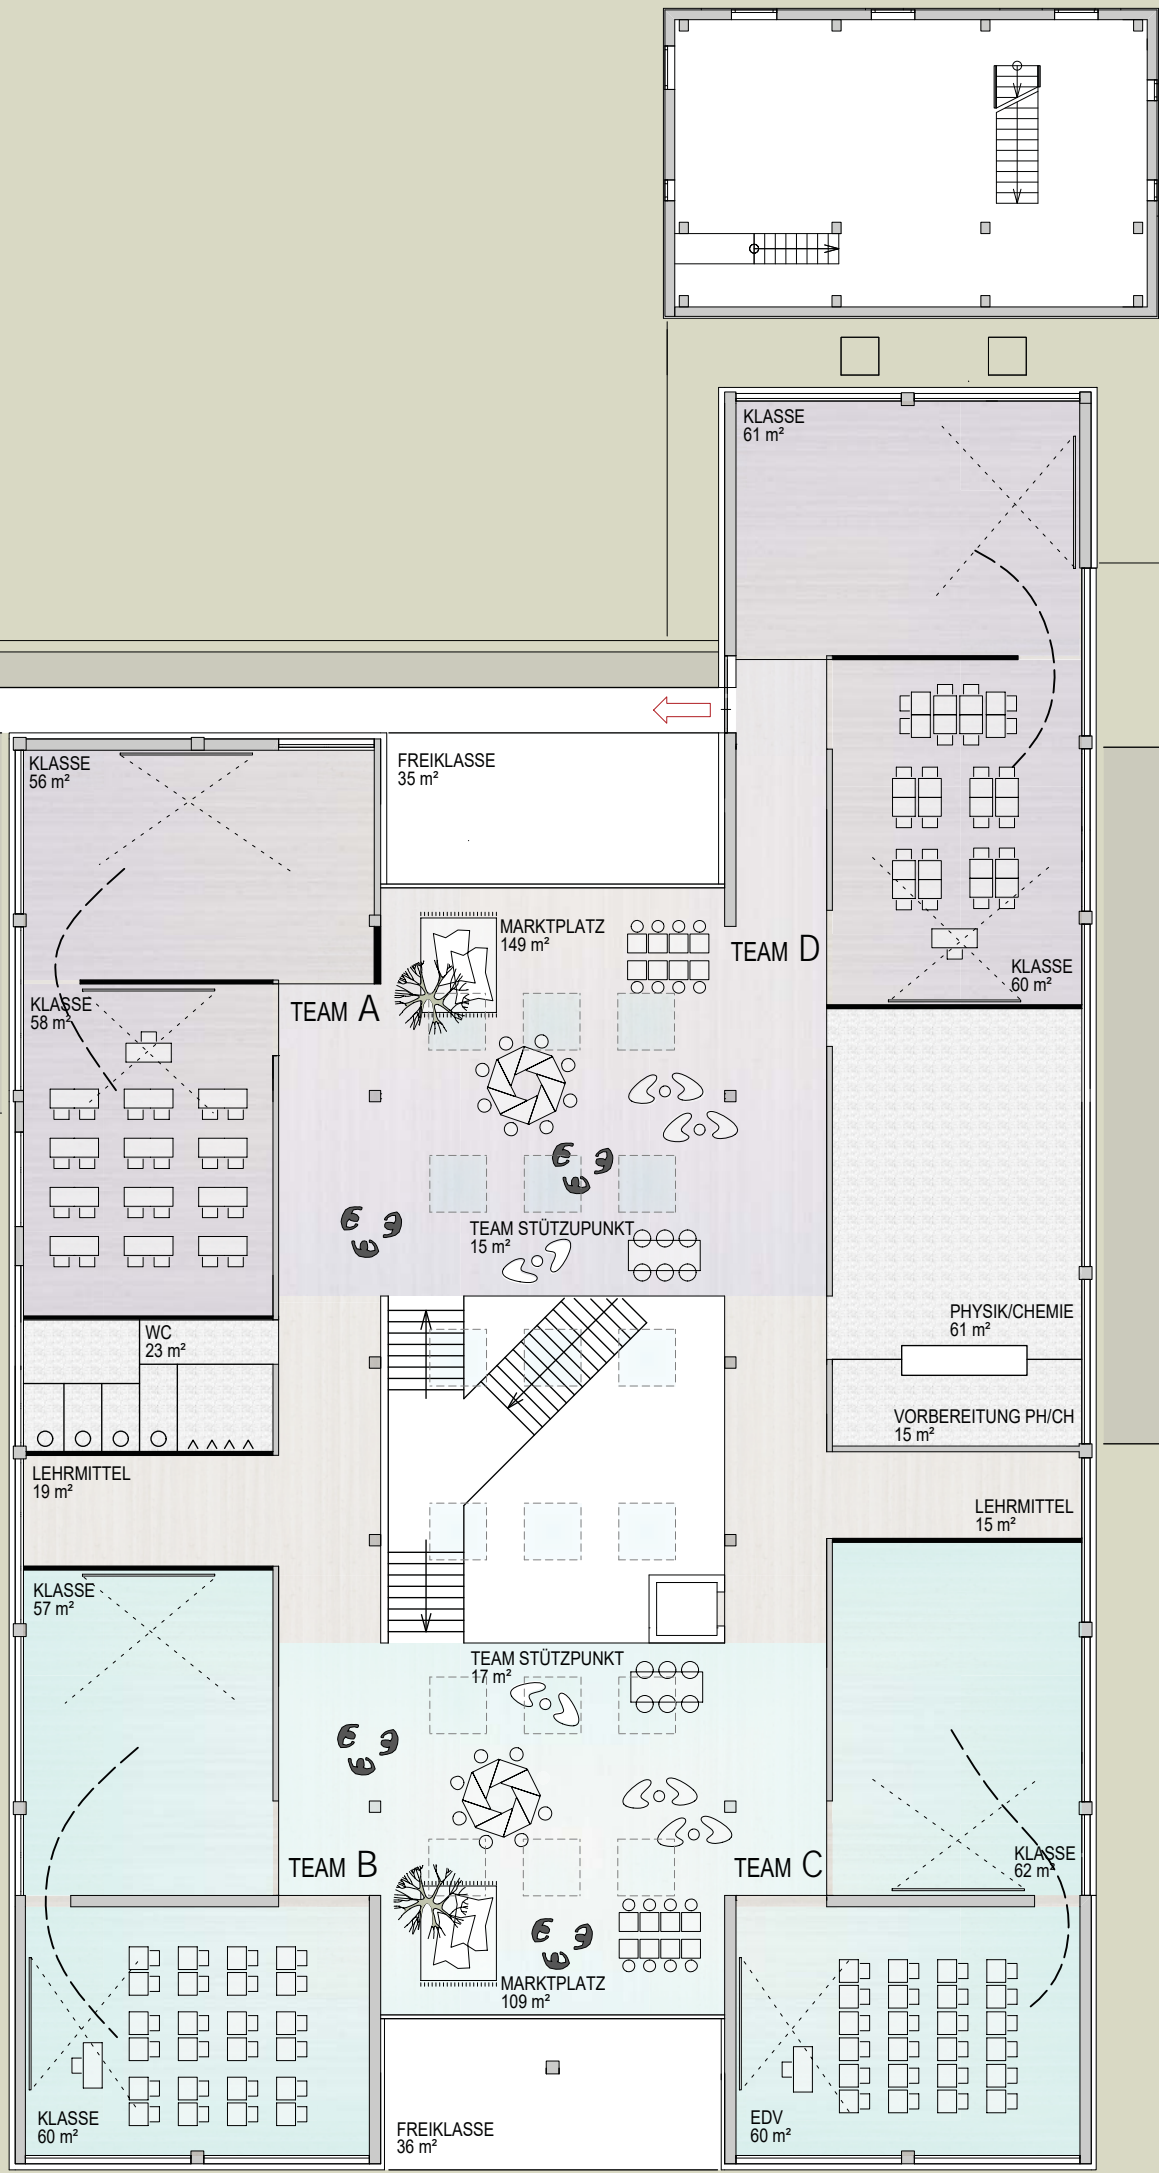 KLASSE
61 m²
KLASSE
56 m²
FREIKLASSE
35 m²
MARKTPLATZ
149 m²
TEAM D
KLASSE
60 m²
KLASSE
58 m²
TEAM A
TEAM STÜTZUPUNKT
15 m²
PHYSIK/CHEMIE
61 m²
WC
23 m²
VORBEREITUNG PH/CH
15 m²
LEHRMITTEL
19 m²
LEHRMITTEL
15 m²
KLASSE
57 m²
TEAM STÜTZPUNKT
17 m²
TEAM B
TEAM C
KLASSE
62 m²
MARKTPLATZ
109 m²
KLASSE
60 m²
FREIKLASSE
36 m²
EDV
60 m²